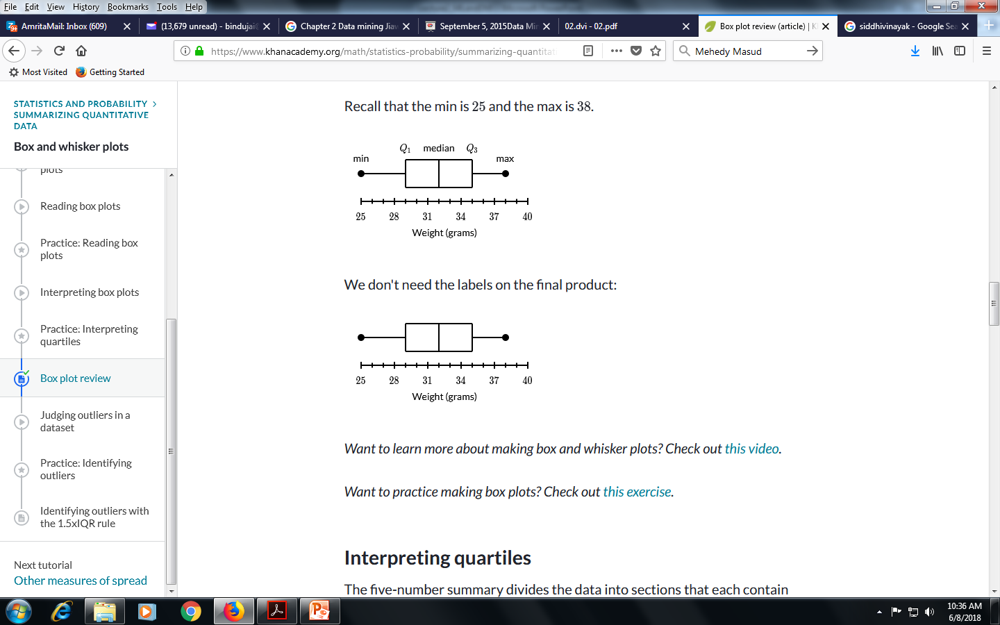 File Edit View History Bookmarks Tools Help
AmritaMail: Inbox (609)
(13,679 unread) - bindujai
Chapter 2 Data mining Jiaw
September 5, 2015Data Min
02.dvi - 02.pdf
Box plot review (article) | K
siddhivinayak - Google Sea
https://www.khanacademy.org/math/statistics-probability/summarizing-quantitat
Mehedy Masud
Most Visited Getting Started
STATISTICS AND PROBABILITY >
SUMMARIZING QUANTITATIVE
DATA
Box and whisker plots
plots
Reading box plots
Practice: Reading box
plots
Interpreting box plots
Practice: Interpreting
quartiles
Box plot review
Judging outliers in a
dataset
Practice: Identifying
outliers
Identifying outliers with
the 1.5xIQR rule
Next tutorial
Other measures of spread
Recall that the min is 25 and the max is 38.
Q1 median Q3
min max
25 28 31 34 37 40
Weight (grams)
We don't need the labels on the final product:
25 28 31 34 37 40
Weight (grams)
Want to learn more about making box and whisker plots? Check out this video.
Want to practice making box plots? Check out this exercise.
Interpreting quartiles
The five-number summary divides the data into sections that each contain
10:36 AM
6/8/2018